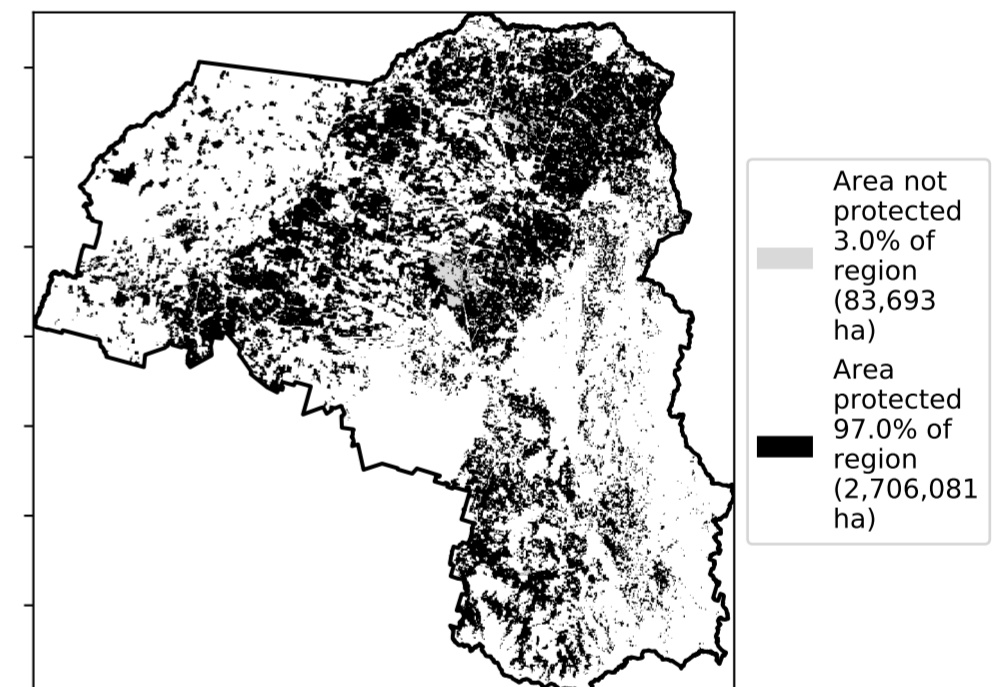 Area not
protected
3.0% of
region
(83,693
ha)
Area
protected
97.0% of
region
(2,706,081
ha)